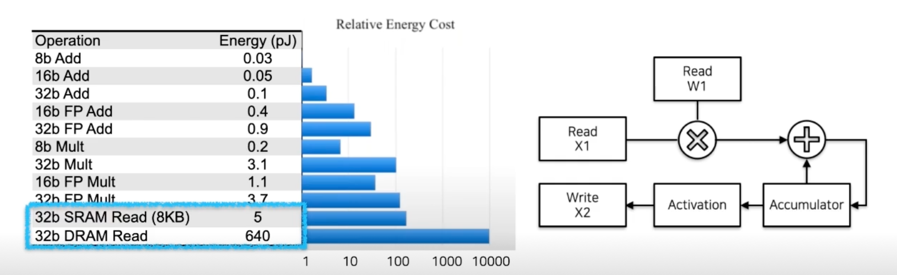 Relative Energy Cost
Operation Energy (pJ)
8b Add 0.03
16b Add 0.05
32b Add 0.1
16b FP Add 0.4
32b FP Add 0.9
8b Mult 0.2
32b Mult 3.1
16b FP Mult 1.1
32b FP Mult 3.7
32b SRAM Read (8KB) 5
32b DRAM Read 640
1 10 100 1000 10000
Read
W1
Read
X1
Write
X2
Activation
Accumulator